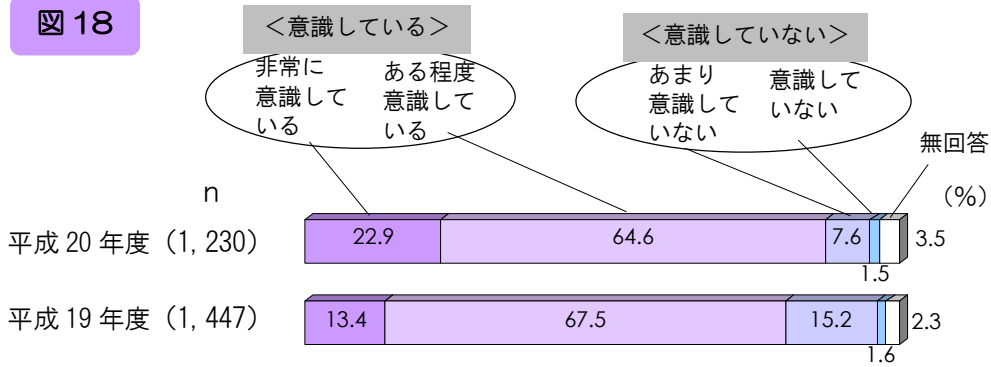 図18
＜意識している＞
＜意識していない＞
非常に
意識して
いる
ある程度
意識して
いる
あまり
意識して
いない
意識して
いない
無回答
n
(%)
平成20年度（1,230） 22.9 64.6 7.6 1.5 3.5
平成19年度（1,447） 13.4 67.5 15.2 1.6 2.3